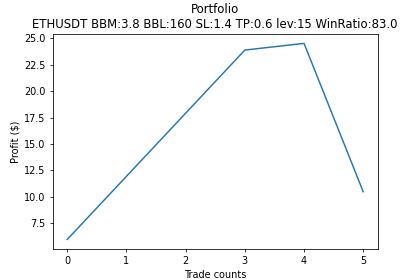 Portfolio
ETHUSDT BBM:3.8 BBL:160 SL:1.4 TP:0.6 lev:15 WinRatio:83.0
25.0
22.5
20.0
17.5
15.0
12.5
10.0
7.5
Profit ($)
0 1 2 3 4 5
Trade counts